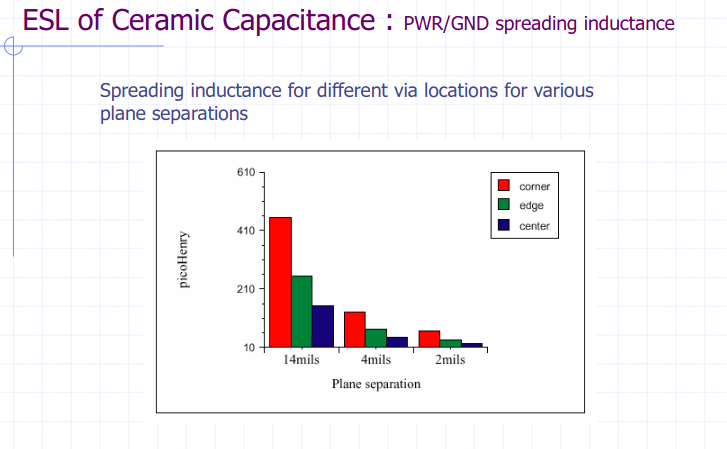 ESL of Ceramic Capacitance : PWR/GND spreading inductance
Spreading inductance for different via locations for various
plane separations
610
410
210
10
picoHenry
corner
edge
center
14mils
4mils
2mils
Plane separation